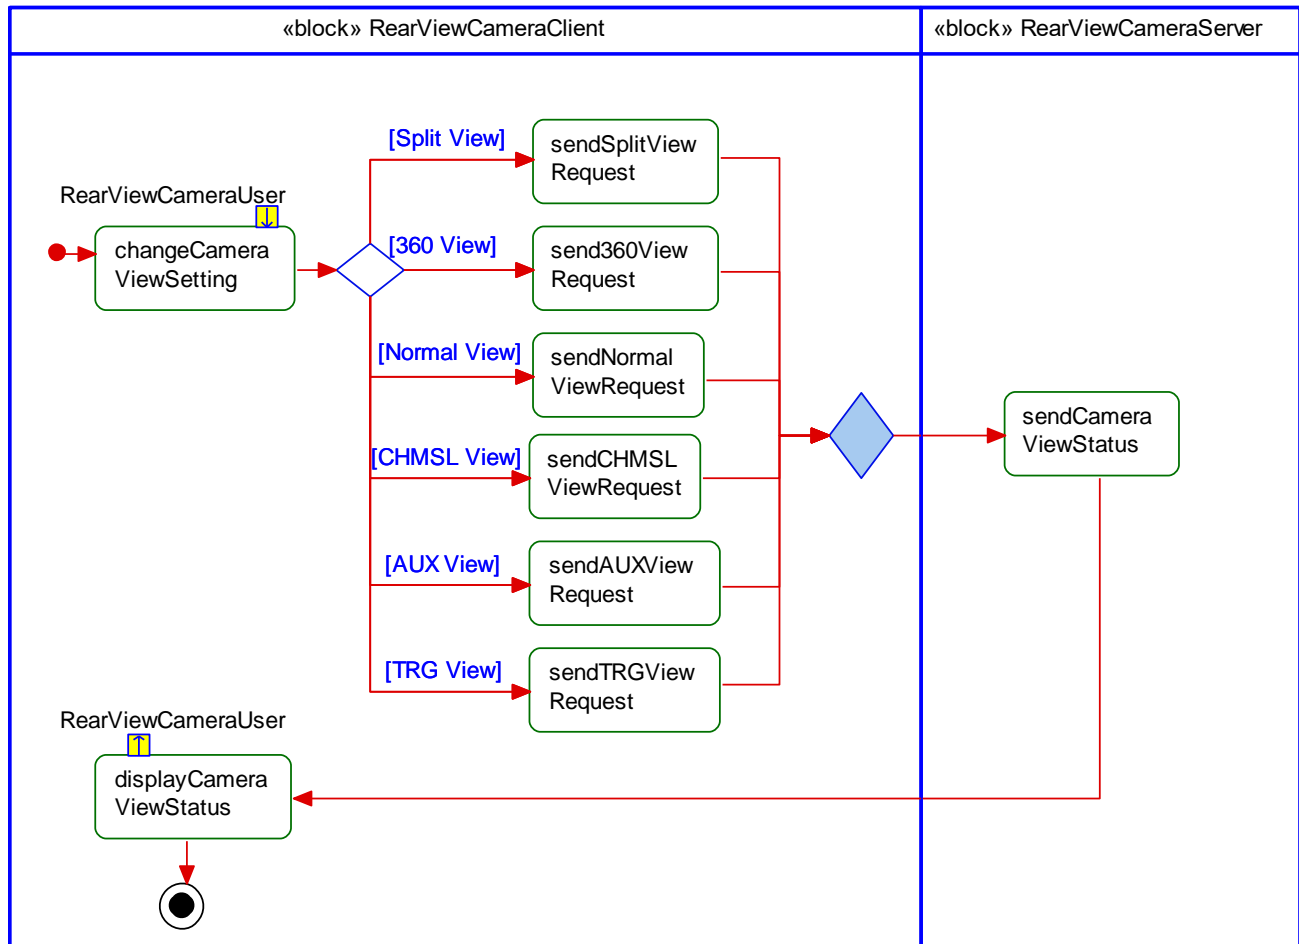 «block» RearViewCameraClient
«block» RearViewCameraServer
[Split View]
sendSplitView
Request
RearViewCameraUser
changeCamera
ViewSetting
[360 View]
send360View
Request
[Normal View]
sendNormal
ViewRequest
sendCamera
ViewStatus
[CHMSL View]
sendCHMSL
ViewRequest
[AUX View]
sendAUXView
Request
[TRG View]
sendTRGView
Request
RearViewCameraUser
displayCamera
ViewStatus